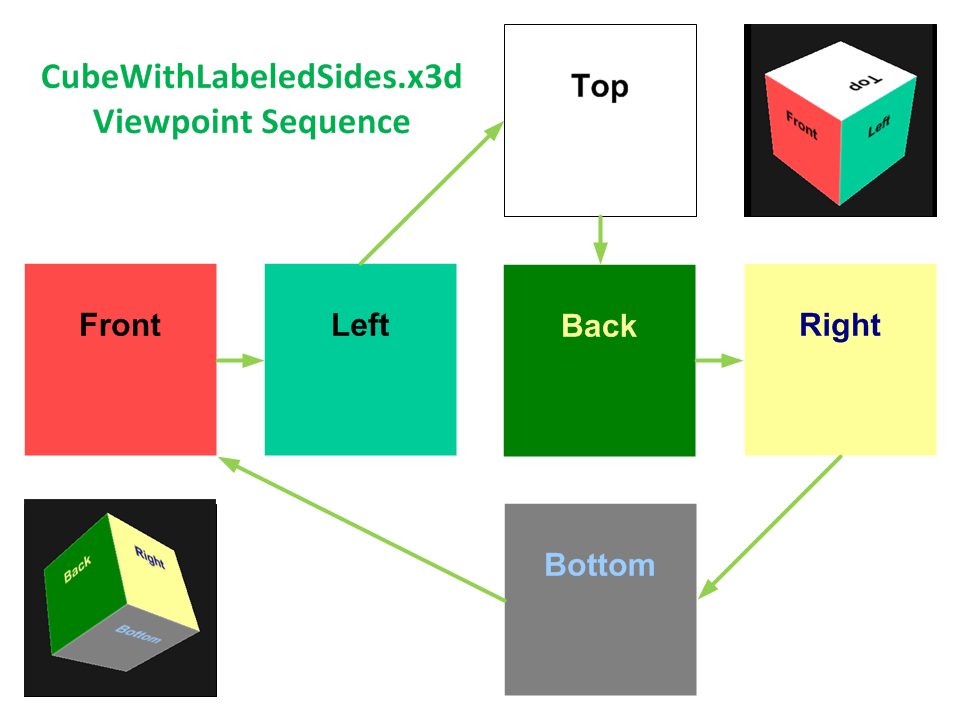 CubeWithLabeledSides.x3d
Viewpoint Sequence
Top
Top
Front
Left
Front
Left
Back
Right
Back
Right
Bottom
Bottom